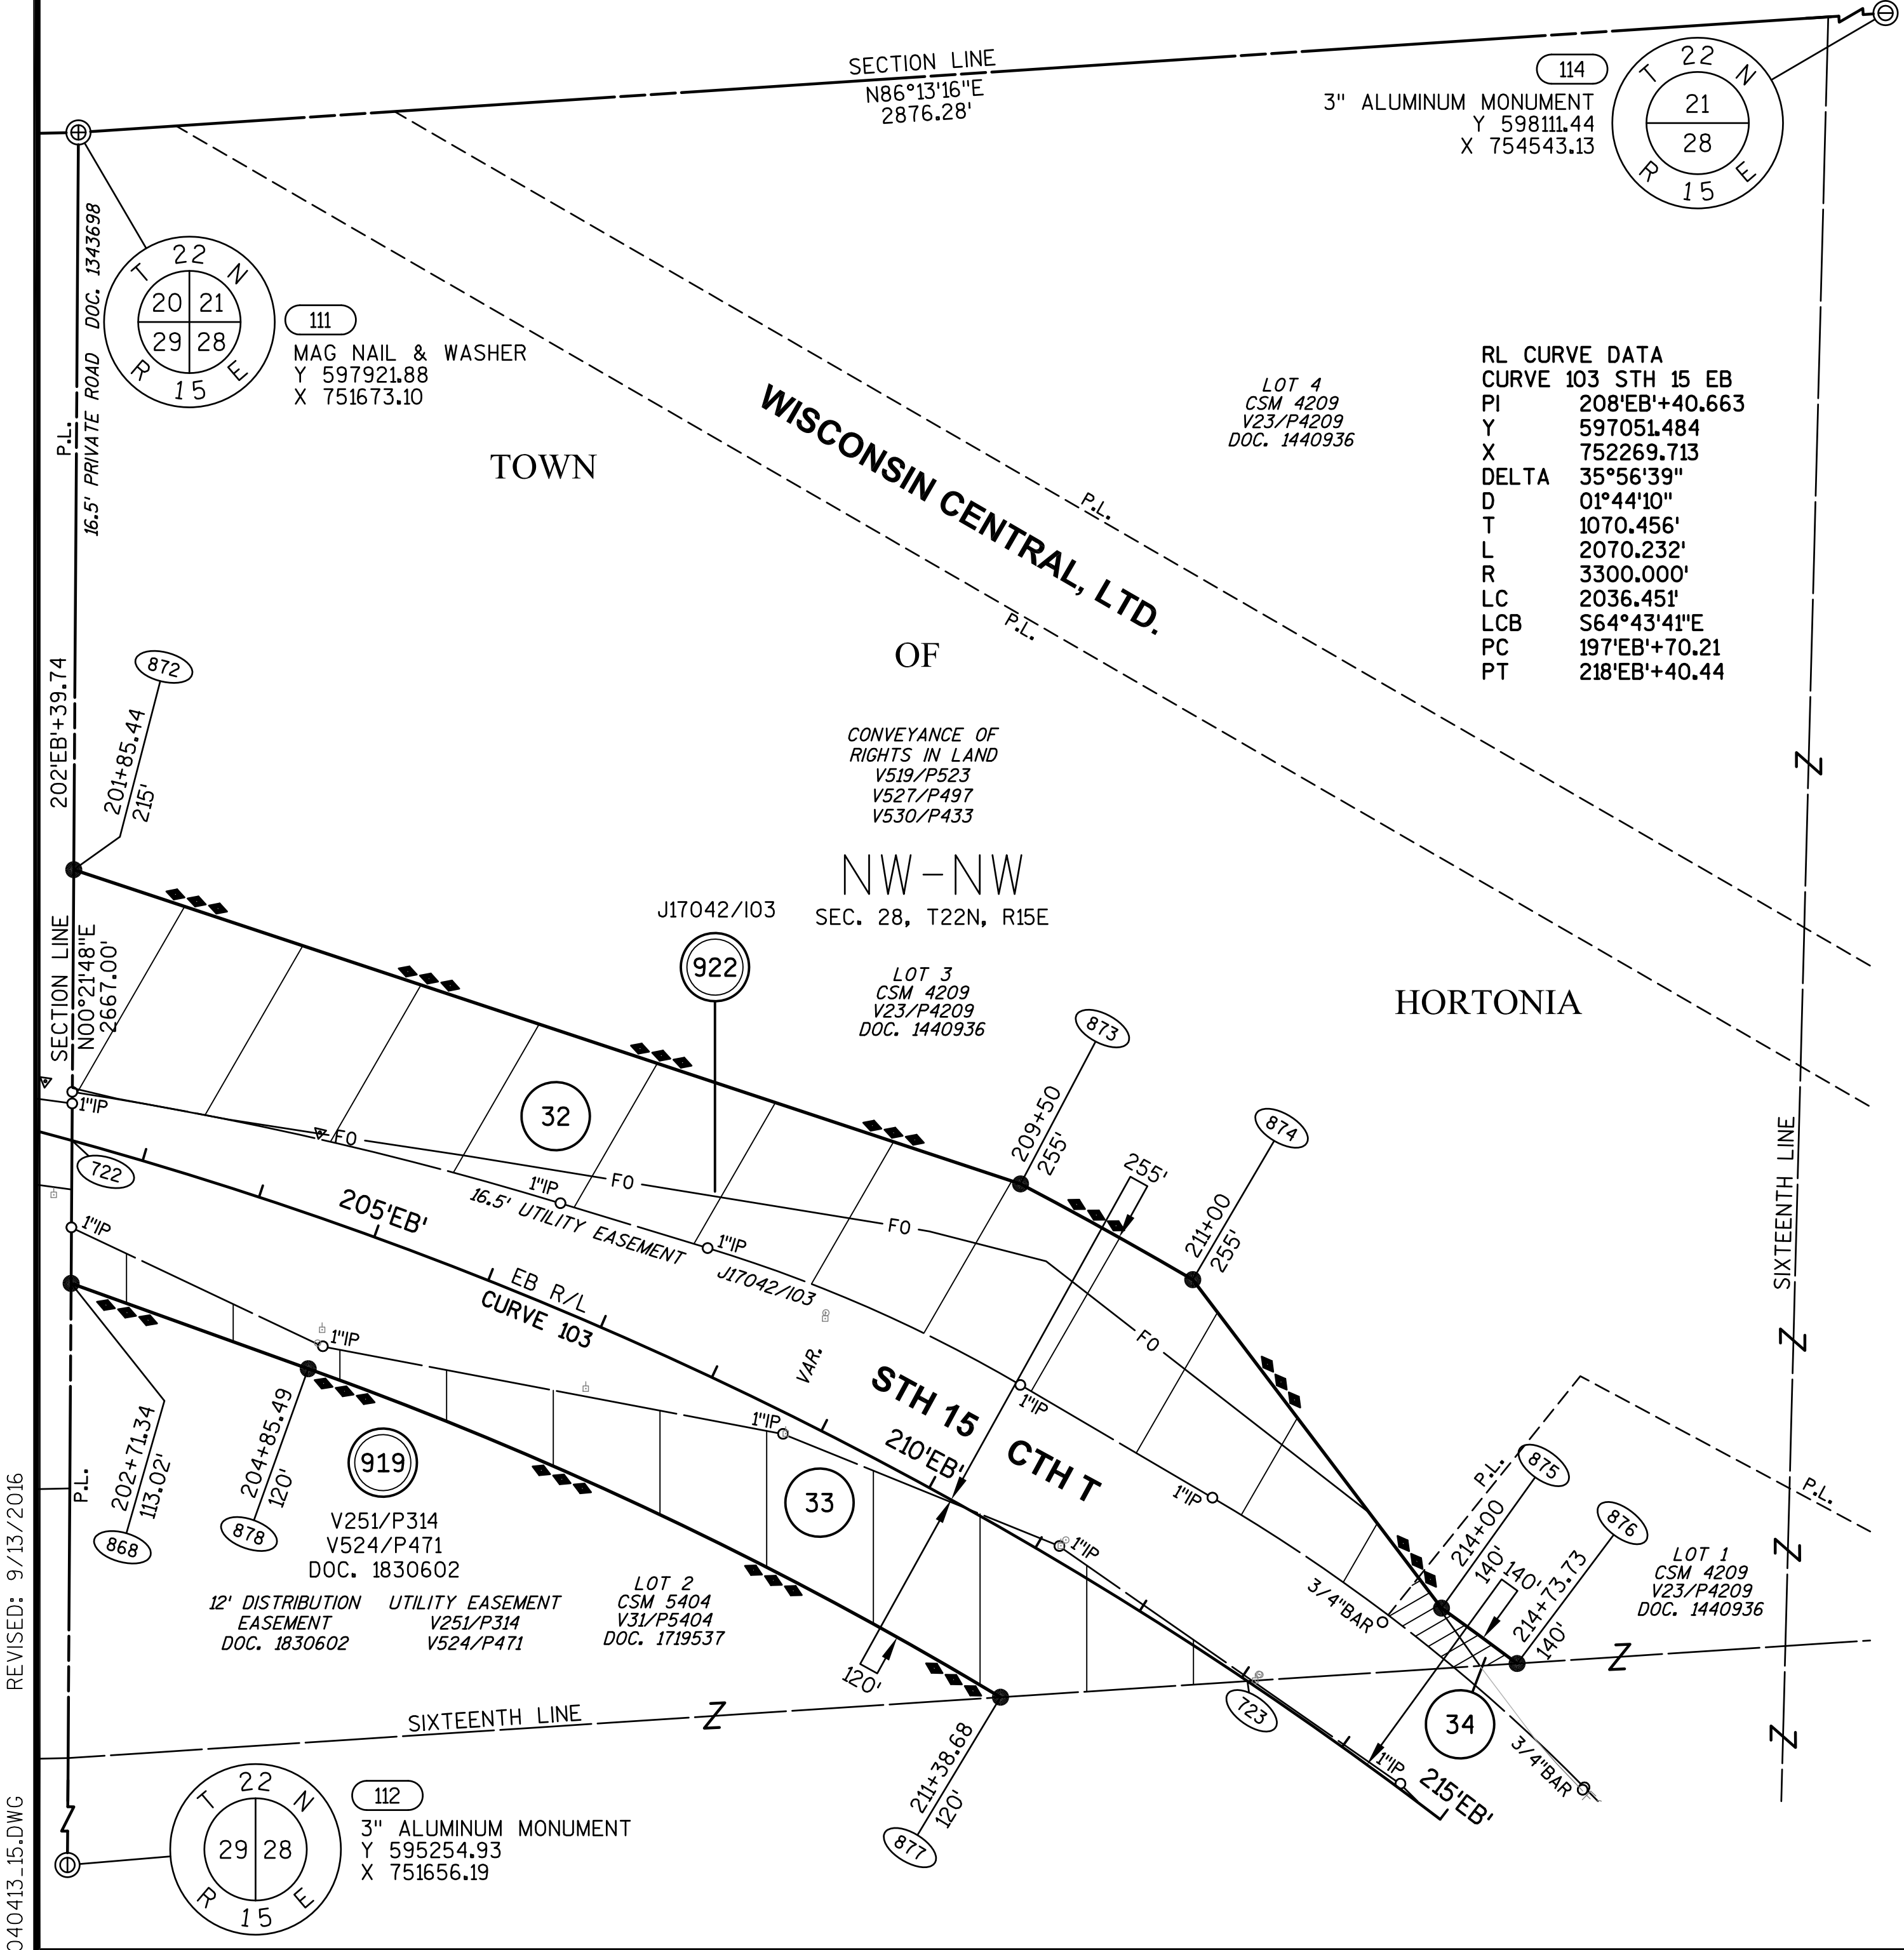 SECTION LINE
N86°13'16"E
2876.28'
114
3" ALUMINUM MONUMENT
Y 598111.44
X 754543.13
T 22 N
21
28
R 15 E
16.5' PRIVATE ROAD DOC. 1343698
T 22 N
20 21
29 28
R 15 E
111
MAG NAIL & WASHER
Y 597921.88
X 751673.10
P.L.
TOWN
WISCONSIN CENTRAL, LTD.
P.L.
P.L.
LOT 4
CSM 4209
V23/P4209
DOC. 1440936
RL CURVE DATA
CURVE 103 STH 15 EB
PI 208'EB'+40.663
Y 597051.484
X 752269.713
DELTA 35°56'39"
D 01°44'10"
T 1070.456'
L 2070.232'
R 3300.000'
LC 2036.451'
LCB S64°43'41"E
PC 197'EB'+70.21
PT 218'EB'+40.44
OF
202'EB'+39.74
872
201+85.44
215'
CONVEYANCE OF
RIGHTS IN LAND
V519/P523
V527/P497
V530/P433
NW-NW
SEC. 28, T22N, R15E
J17042/103
922
LOT 3
CSM 4209
V23/P4209
DOC. 1440936
HORTONIA
Z
SECTION LINE
N00°21'48"E
2667.00'
873
209+50
255'
874
211+00
255'
255'
SIXTEENTH LINE
1"IP
32
FO
FO
FO
FO
722
205'EB'
1"IP
16.5' UTILITY EASEMENT
1"IP
J17042/103
1"IP
EB R/L
CURVE 103
1"IP
VAR.
STH 15
CTH T
1"IP
1"IP
210'EB'
1"IP
1"IP
Z
P.L.
P.L.
875
214+00
140'
140'
876
214+73.73
140'
LOT 1
CSM 4209
V23/P4209
DOC. 1440936
Z
P.L.
202+71.34
113.02'
868
204+85.49
120'
878
919
V251/P314
V524/P471
DOC. 1830602
12' DISTRIBUTION
EASEMENT
DOC. 1830602
UTILITY EASEMENT
V251/P314
V524/P471
LOT 2
CSM 5404
V31/P5404
DOC. 1719537
33
120'
3/4"BAR
Z
SIXTEENTH LINE
Z
723
34
3/4"BAR
Z
1"IP
215'EB'
211+38.68
120'
877
T 22 N
29 28
R 15 E
112
3" ALUMINUM MONUMENT
Y 595254.93
X 751656.19
REVISED: 9/13/2016
040413_15.DWG